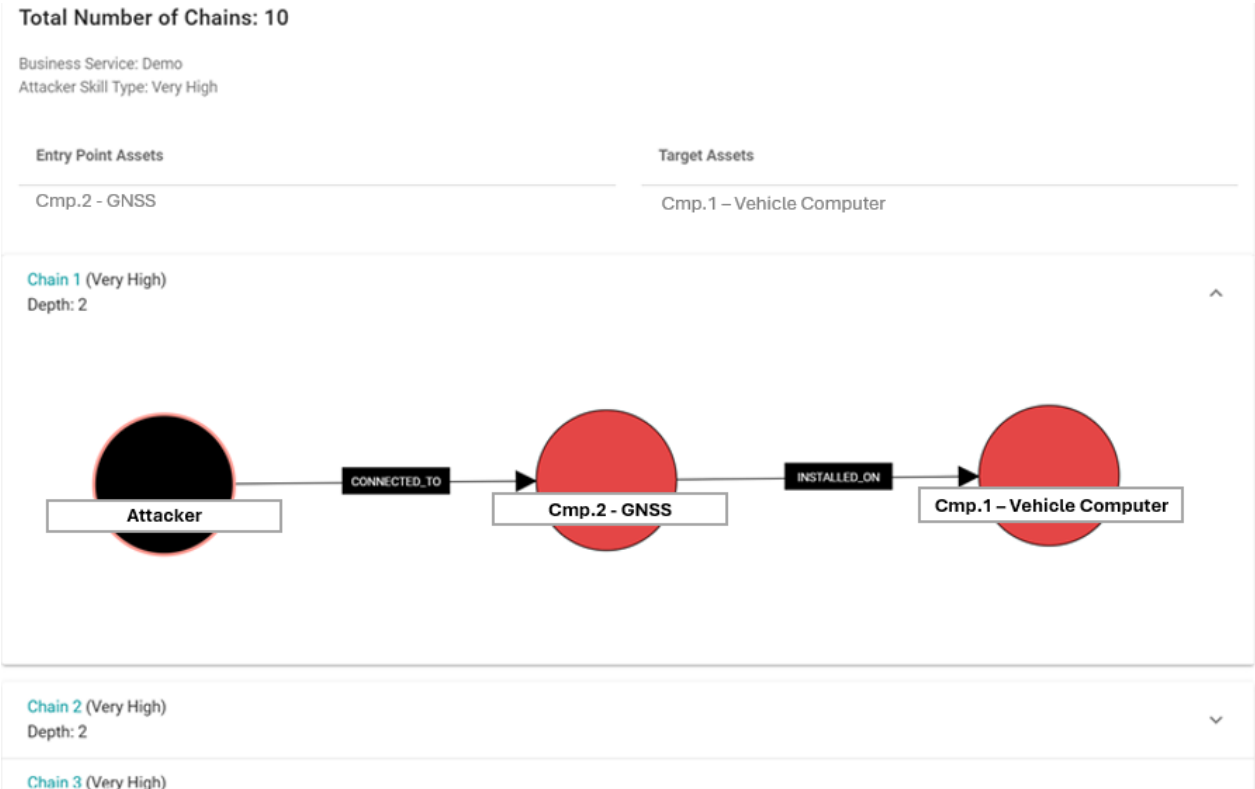 Total Number of Chains: 10
Business Service: Demo
Attacker Skill Type: Very High
Entry Point Assets
Target Assets
Cmp.2 - GNSS
Cmp.1 – Vehicle Computer
Chain 1 (Very High)
Depth: 2
Attacker
CONNECTED_TO
Cmp.2 - GNSS
INSTALLED_ON
Cmp.1 – Vehicle Computer
Chain 2 (Very High)
Depth: 2
Chain 3 (Very High)